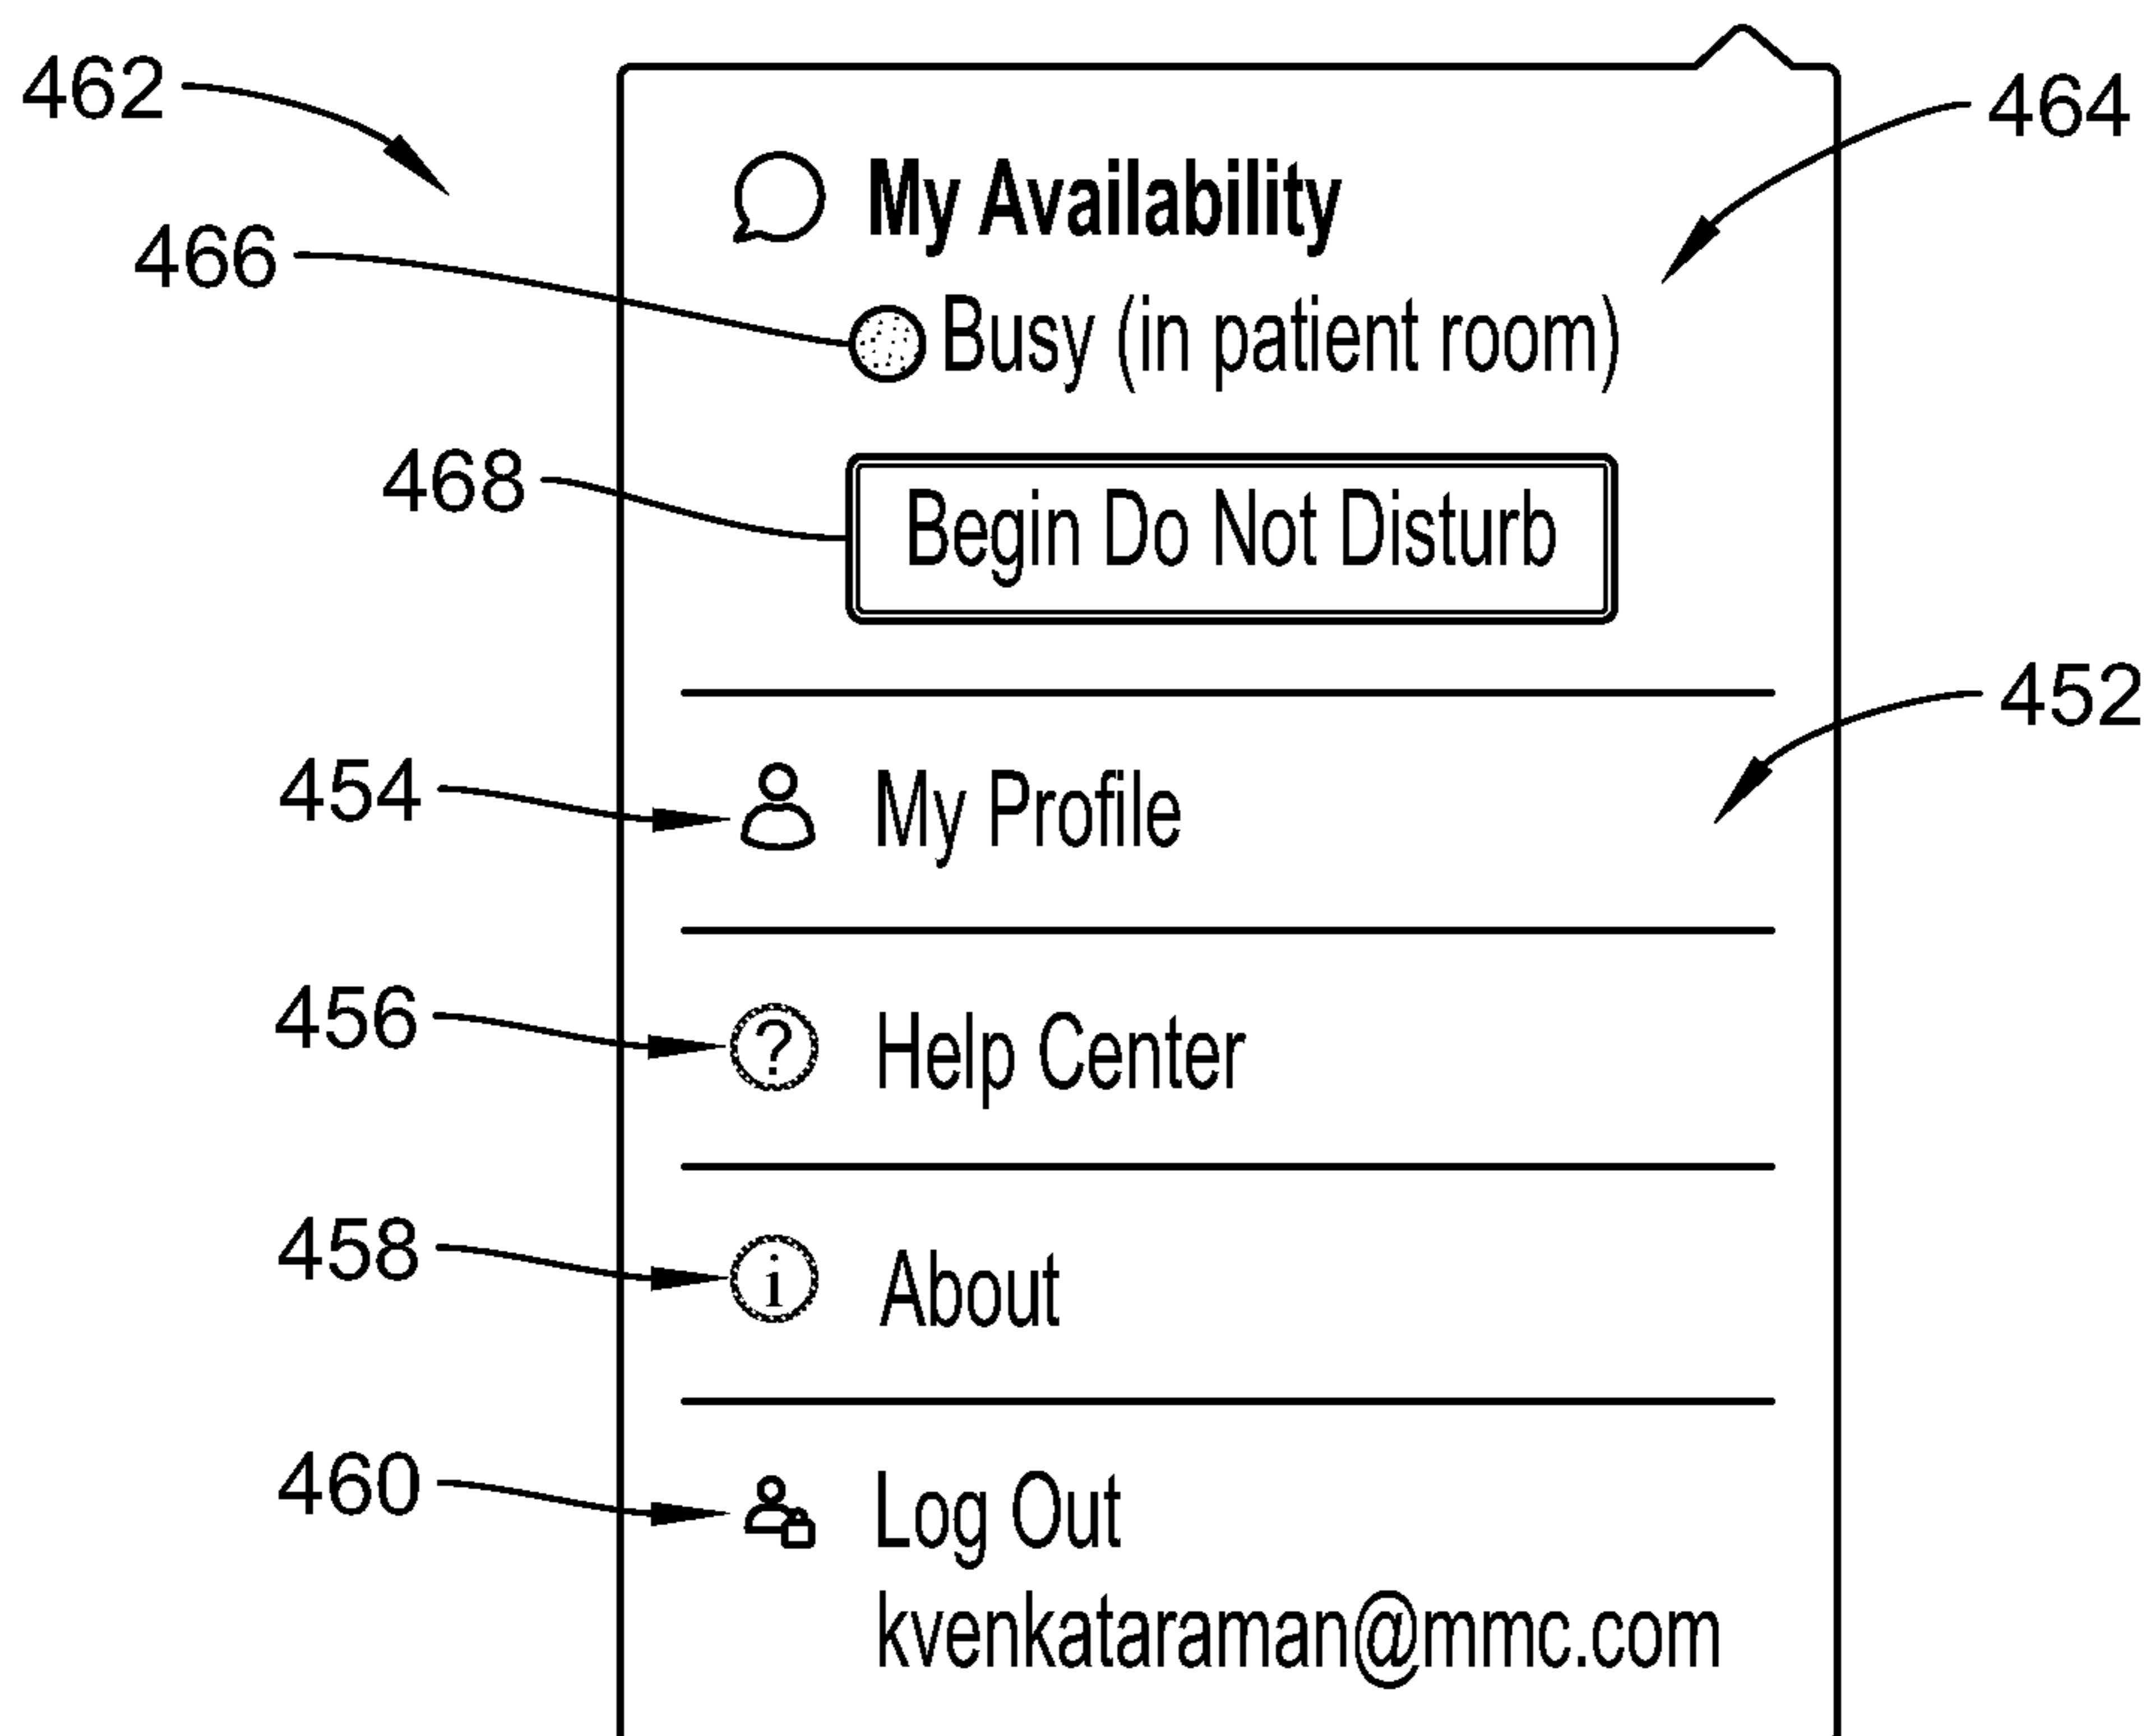 462
464
My Availability
466
Busy (in patient room)
468
Begin Do Not Disturb
452
454
My Profile
456
? Help Center
458
i About
460
Log Out
kvenkataraman@mmc.com